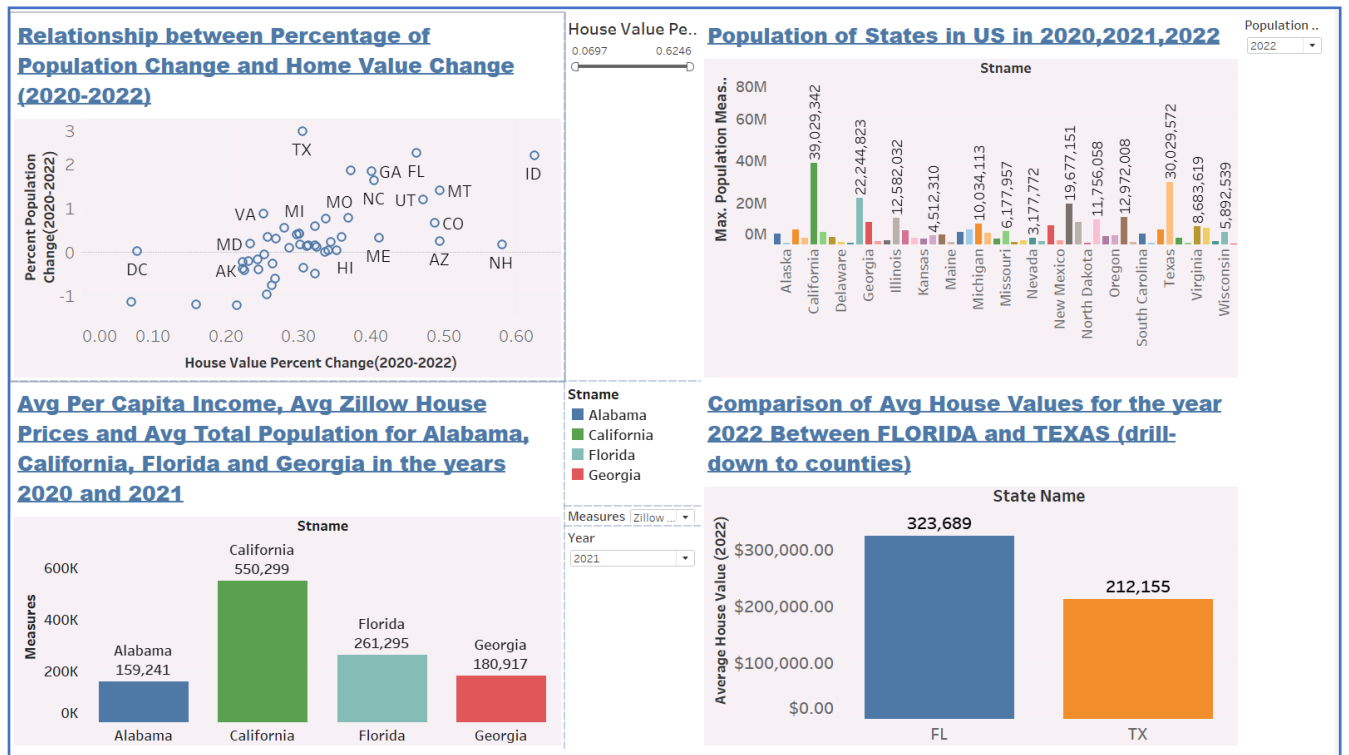 Relationship between Percentage of
Population Change and Home Value Change
(2020-2022)
Percent Population
Change(2020-2022)
3
2
1
0
-1
TX
GA
FL
ID
MO
NC
UT
MT
VA
MI
CO
MD
ME
AZ
NH
DC
AK
HI
0.00
0.10
0.20
0.30
0.40
0.50
0.60
House Value Percent Change(2020-2022)
House Value Pe..
0.0697
0.6246
Population of States in US in 2020,2021,2022
Stname
Max. Population Meas..
80M
60M
40M
20M
0M
39,029,342
22,244,823
12,582,032
4,512,310
10,034,113
6,177,957
3,177,772
19,677,151
11,756,058
12,972,008
30,029,572
8,683,619
5,892,539
Alaska
California
Delaware
Georgia
Illinois
Kansas
Maine
Michigan
Missouri
Nevada
New Mexico
North Dakota
Oregon
South Carolina
Texas
Virginia
Wisconsin
Population ..
2022
Avg Per Capita Income, Avg Zillow House
Prices and Avg Total Population for Alabama,
California, Florida and Georgia in the years
2020 and 2021
Stname
Measures
600K
400K
200K
0K
Alabama
159,241
California
550,299
Florida
261,295
Georgia
180,917
Alabama
California
Florida
Georgia
Stname
Alabama
California
Florida
Georgia
Measures
Zillow ...
Year
2021
Comparison of Avg House Values for the year
2022 Between FLORIDA and TEXAS (drill-
down to counties)
State Name
Average House Value (2022)
$300,000.00
$200,000.00
$100,000.00
$0.00
323,689
212,155
FL
TX